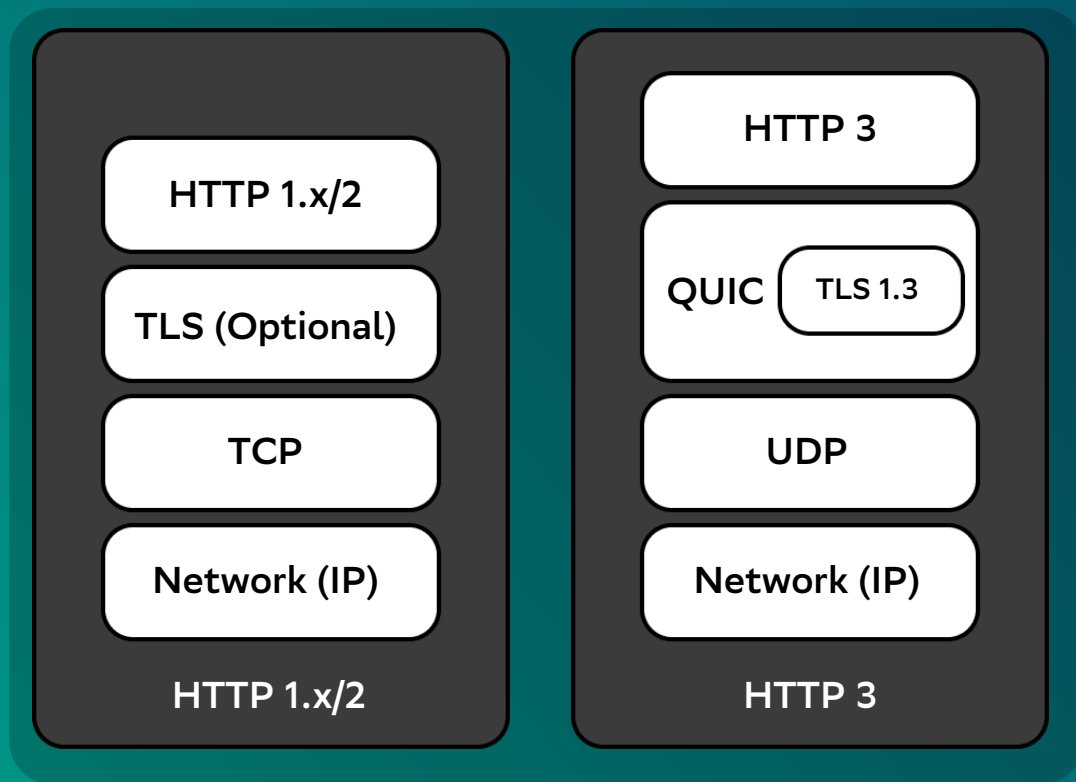 HTTP 1.x/2
TLS (Optional)
TCP
Network (IP)
HTTP 1.x/2
HTTP 3
QUIC
TLS 1.3
UDP
Network (IP)
HTTP 3